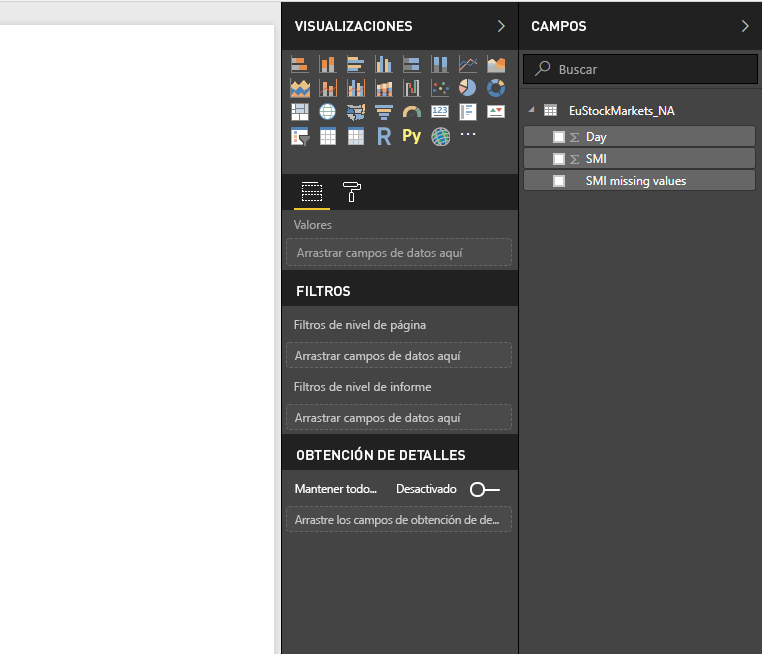 VISUALIZACIONES
123
R
Py
...
Valores
Arrastrar campos de datos aquí
FILTROS
Filtros de nivel de página
Arrastrar campos de datos aquí
Filtros de nivel de informe
Arrastrar campos de datos aquí
OBTENCIÓN DE DETALLES
Mantener todo... Desactivado
Arrastre los campos de obtención de de...
CAMPOS
Buscar
EuStockMarkets_NA
Σ Day
Σ SMI
SMI missing values